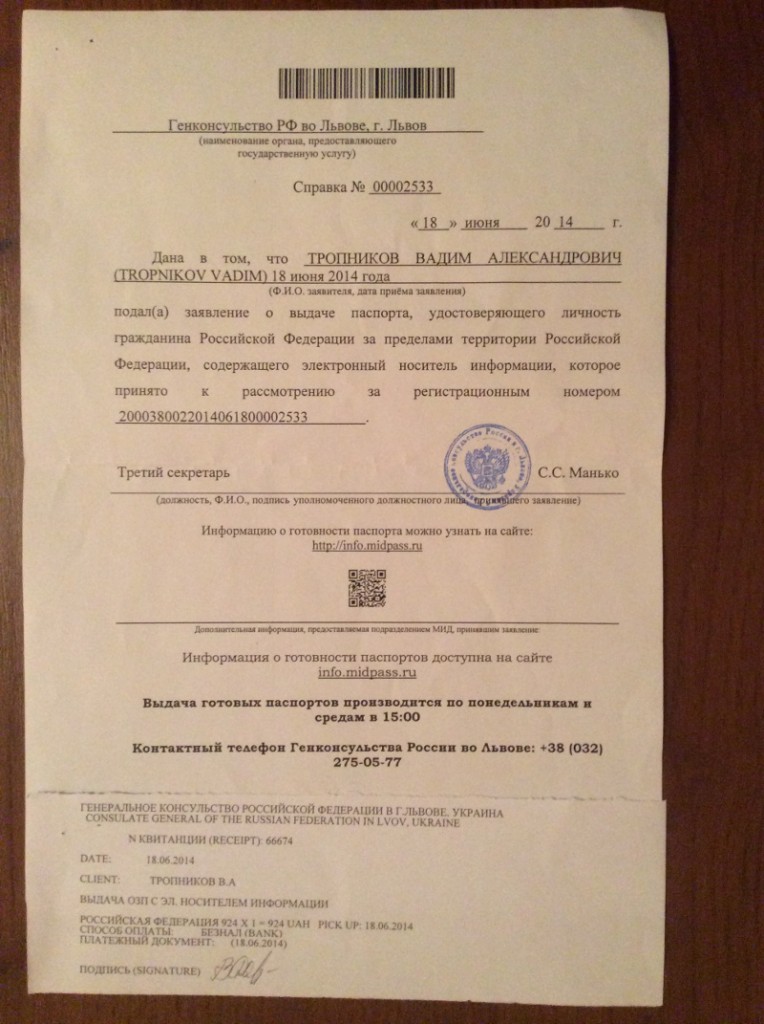 Генконсульство РФ во Львове, г. Львов
(наименование органа, предоставляющего
государственную услугу)
Справка № 00002533
« 18 » июня 20 14 г.
Дана в том, что ТРОПНИКОВ ВАДИМ АЛЕКСАНДРОВИЧ
(TROPNIKOV VADIM) 18 июня 2014 года
(Ф.И.О. заявителя, дата приёма заявления)
подал(а) заявление о выдаче паспорта, удостоверяющего личность
гражданина Российской Федерации за пределами территории Российской
Федерации, содержащего электронный носитель информации, которое
принято к рассмотрению за регистрационным номером
2000380022014061800002533 .
Третий секретарь С.С. Манько
(должность, Ф.И.О., подпись уполномоченного должностного лица, принявшего заявление)
Информацию о готовности паспорта можно узнать на сайте:
http://info.midpass.ru
Дополнительная информация, предоставляемая подразделением МИД, принявшим заявление:
Информация о готовности паспортов доступна на сайте
info.midpass.ru
Выдача готовых паспортов производится по понедельникам и
средам в 15:00
Контактный телефон Генконсульства России во Львове: +38 (032)
275-05-77
ГЕНЕРАЛЬНОЕ КОНСУЛЬСТВО РОССИЙСКОЙ ФЕДЕРАЦИИ В Г.ЛЬВОВЕ, УКРАИНА
CONSULATE GENERAL OF THE RUSSIAN FEDERATION IN LVOV, UKRAINE
N КВИТАНЦИИ (RECEIPT): 66674
DATE: 18.06.2014
CLIENT: ТРОПНИКОВ В.А
ВЫДАЧА ОЗП С ЭЛ. НОСИТЕЛЕМ ИНФОРМАЦИИ
РОССИЙСКАЯ ФЕДЕРАЦИЯ 924 X 1 = 924 UAH PICK UP: 18.06.2014
СПОСОБ ОПЛАТЫ: БЕЗНАЛ (BANK)
ПЛАТЕЖНЫЙ ДОКУМЕНТ: (18.06.2014)
ПОДПИСЬ (SIGNATURE)